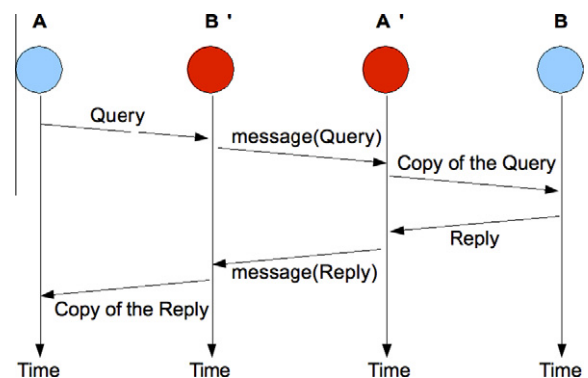 A B ' A ' B
Query
message(Query)
Copy of the Query
Reply
message(Reply)
Copy of the Reply
Time Time Time Time